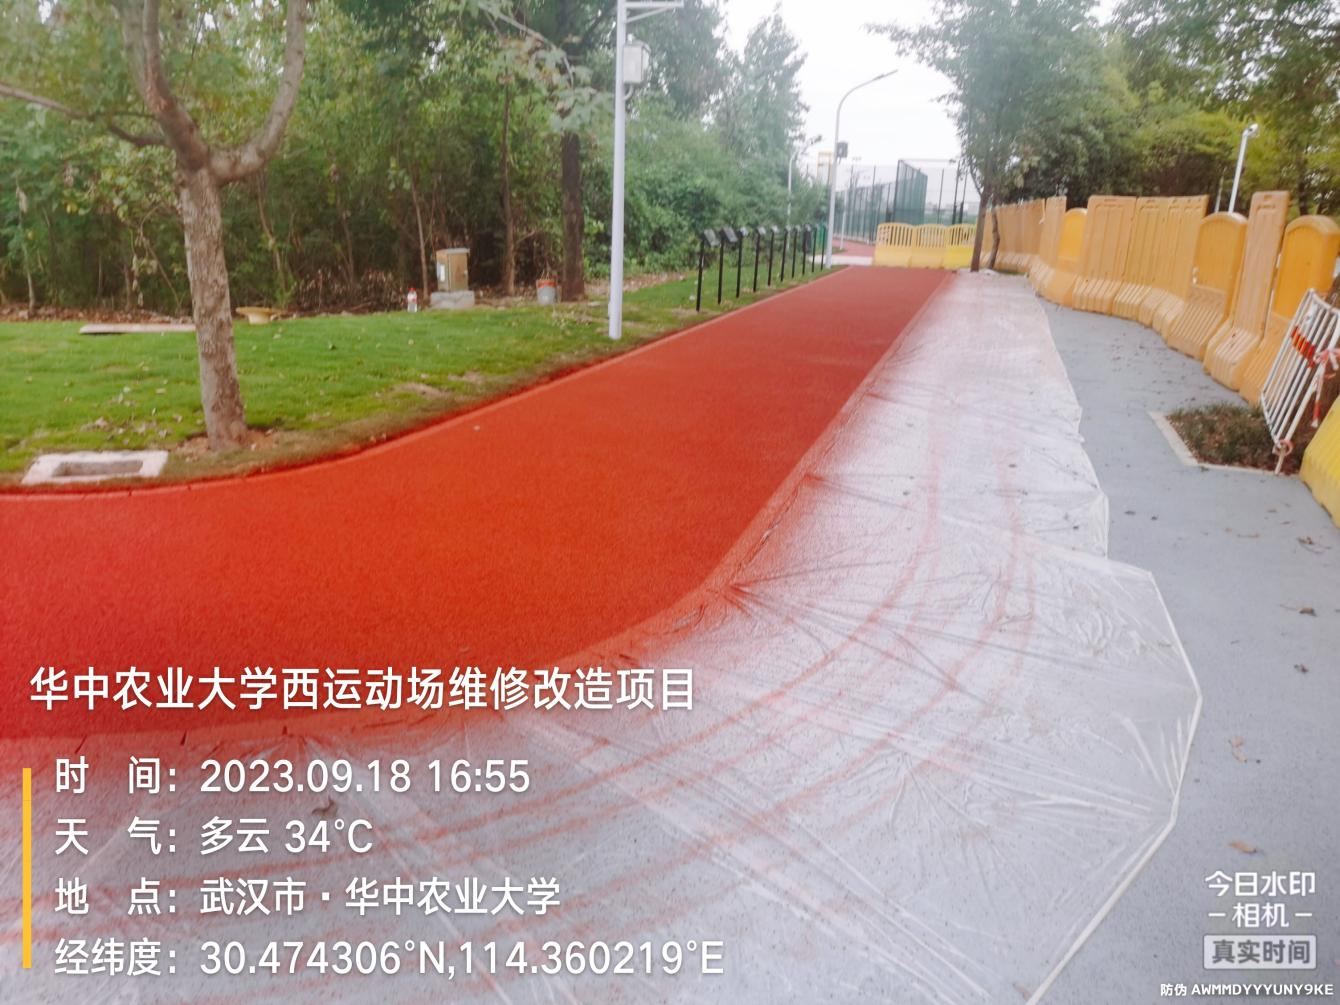 华中农业大学西运动场维修改造项目
时 间：2023.09.18 16:55
天 气：多云 34℃
地 点：武汉市·华中农业大学
经纬度：30.474306°N,114.360219°E
今日水印
-相机-
真实时间
防伪 AWMMDYYYUNY9KE